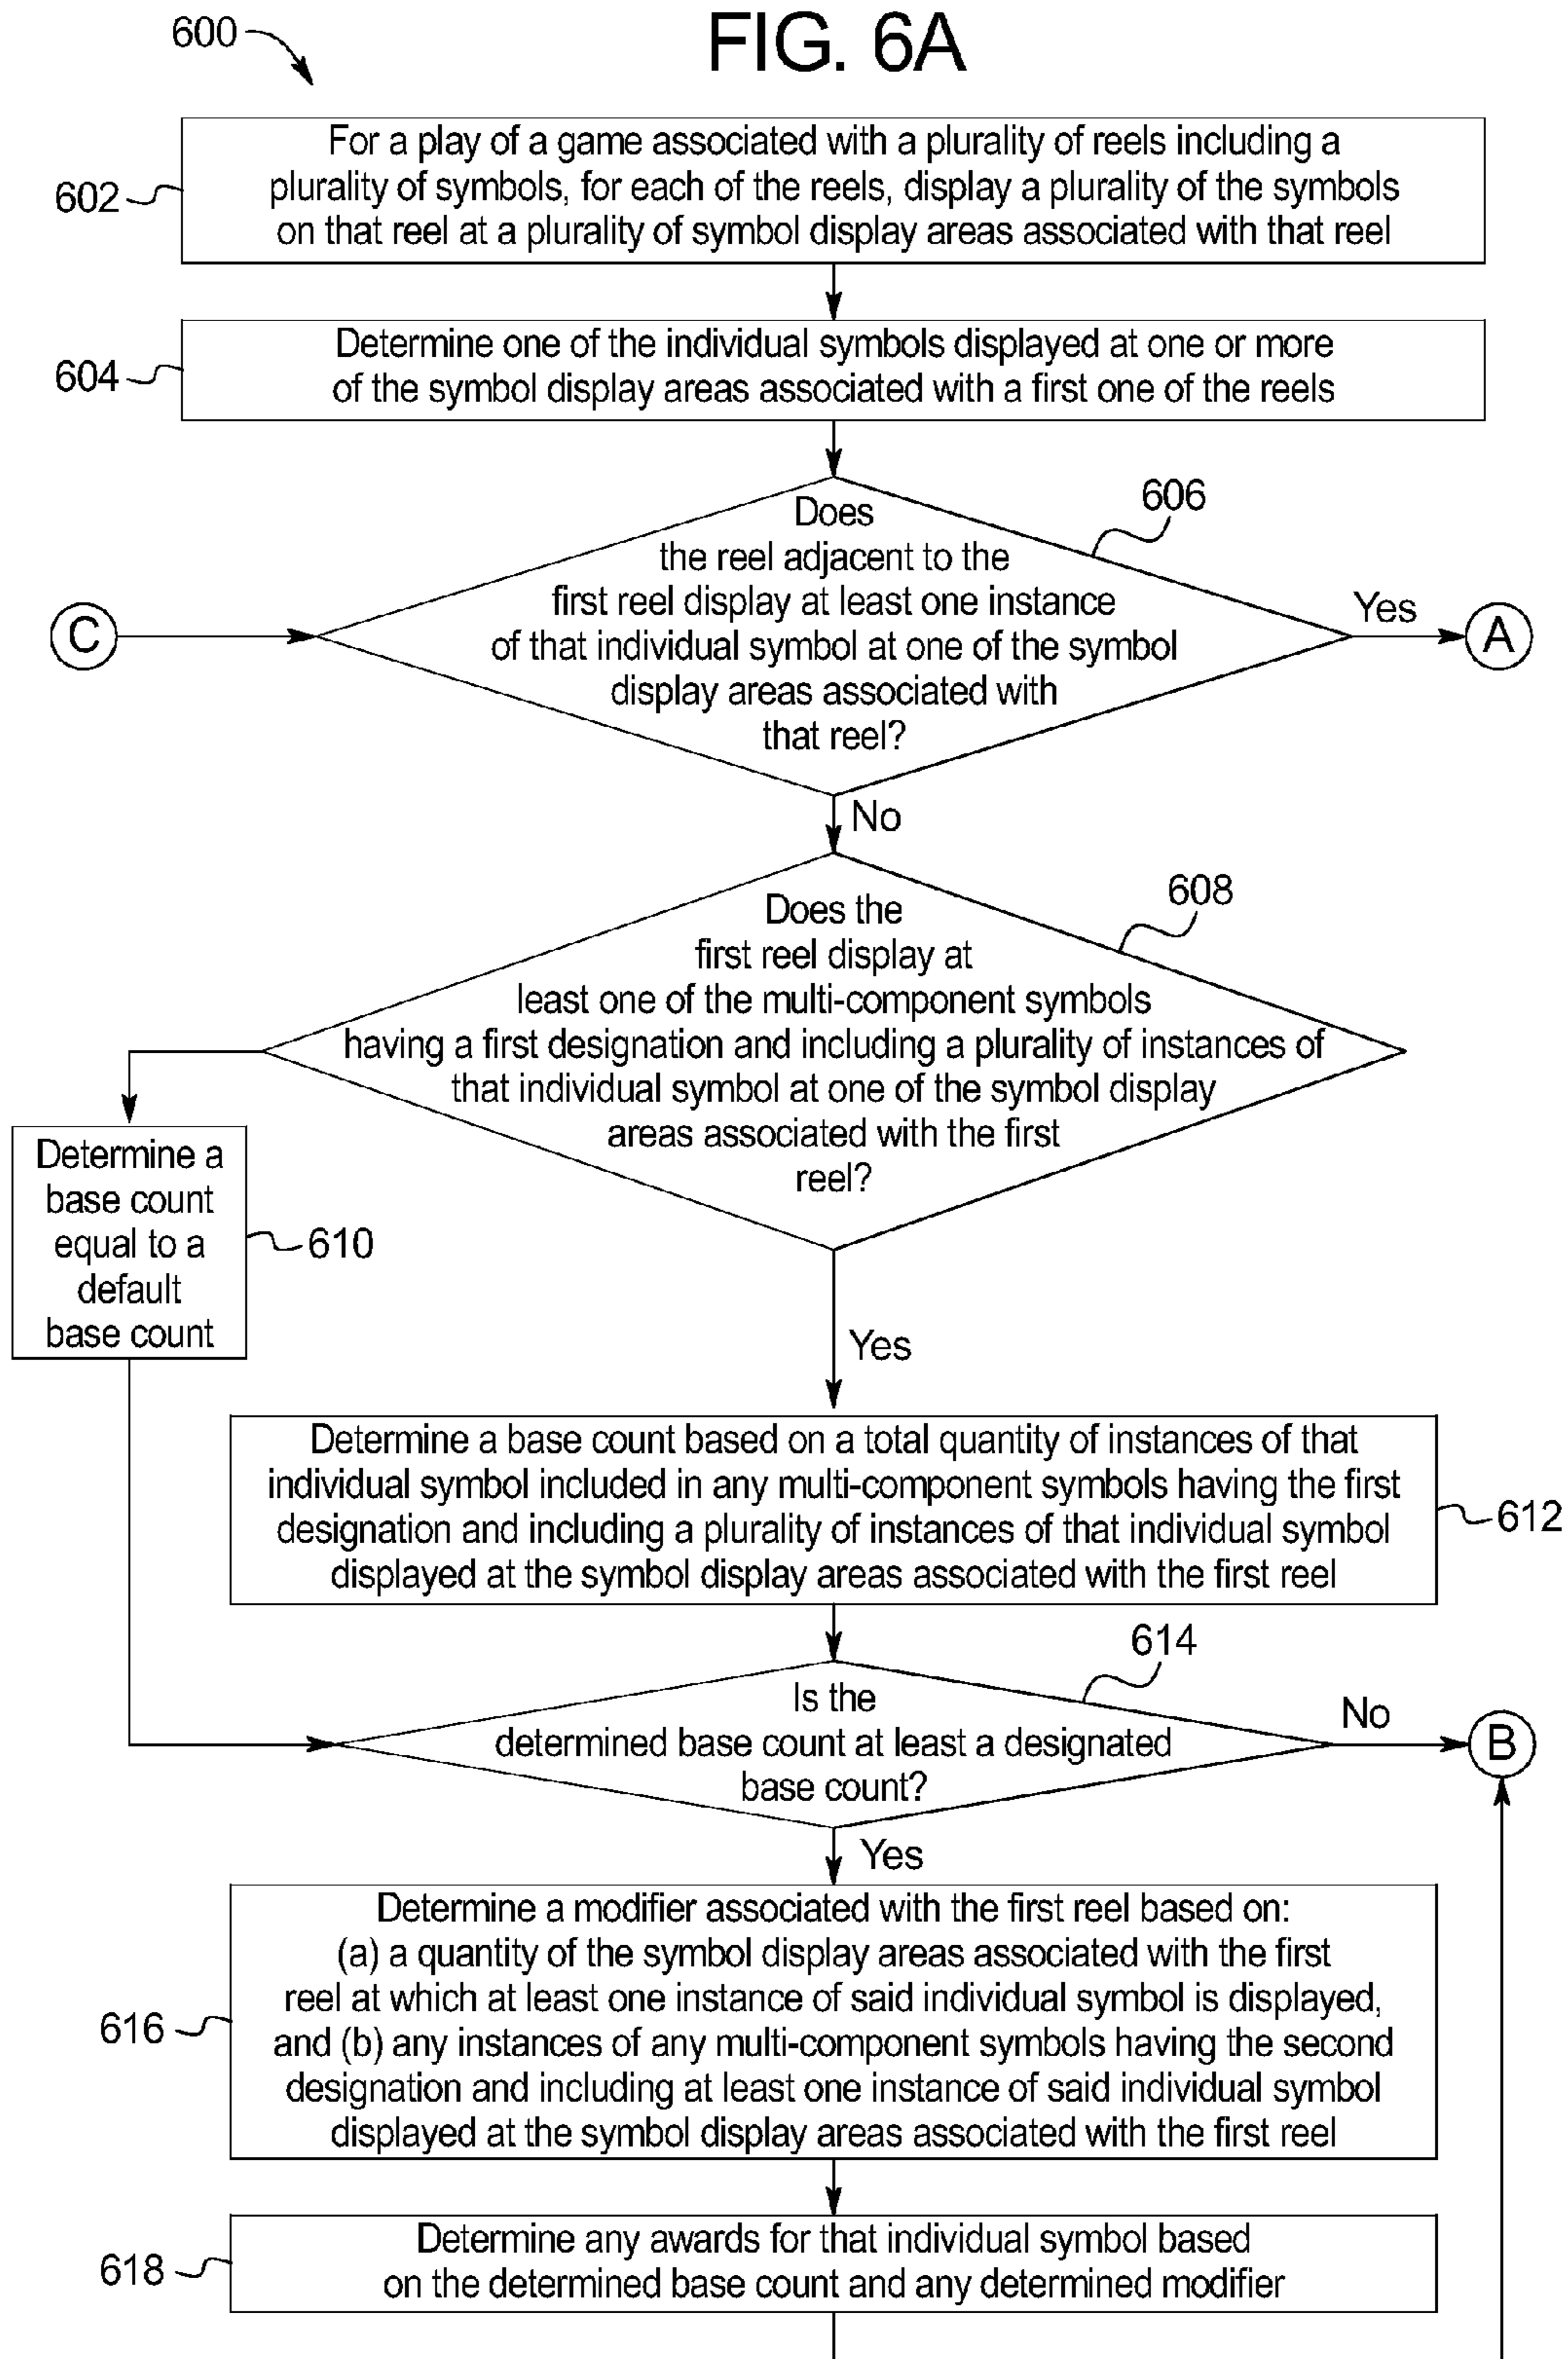 FIG. 6A
600
For a play of a game associated with a plurality of reels including a
plurality of symbols, for each of the reels, display a plurality of the symbols
on that reel at a plurality of symbol display areas associated with that reel
602
Determine one of the individual symbols displayed at one or more
of the symbol display areas associated with a first one of the reels
604
606
Does
the reel adjacent to the
first reel display at least one instance
of that individual symbol at one of the symbol
display areas associated with
that reel?
C
Yes
A
No
608
Does the
first reel display at
least one of the multi-component symbols
having a first designation and including a plurality of instances of
that individual symbol at one of the symbol display
areas associated with the first
reel?
Determine a
base count
equal to a
default
base count
610
Yes
Determine a base count based on a total quantity of instances of that
individual symbol included in any multi-component symbols having the first
designation and including a plurality of instances of that individual symbol
displayed at the symbol display areas associated with the first reel
612
614
Is the
determined base count at least a designated
base count?
No
B
Yes
Determine a modifier associated with the first reel based on:
(a) a quantity of the symbol display areas associated with the first
reel at which at least one instance of said individual symbol is displayed,
and (b) any instances of any multi-component symbols having the second
designation and including at least one instance of said individual symbol
displayed at the symbol display areas associated with the first reel
616
Determine any awards for that individual symbol based
on the determined base count and any determined modifier
618